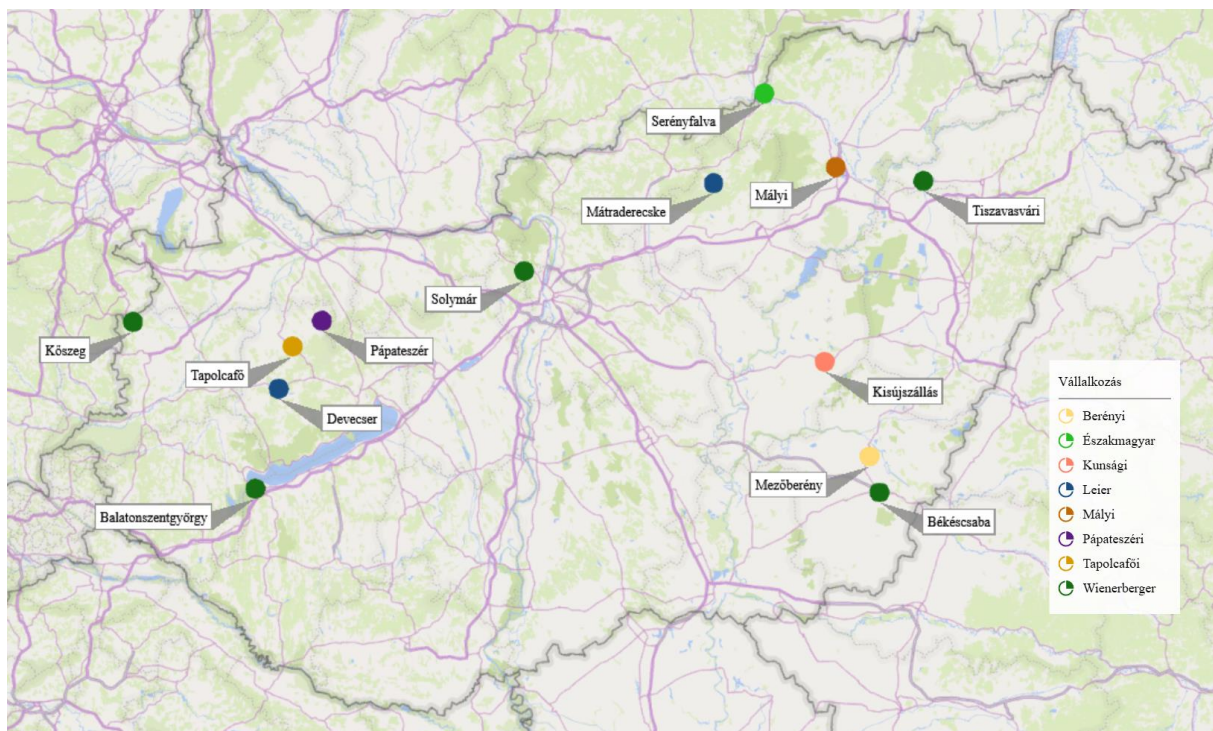 Serényfalva
Mályi
Mátraderecske
Tiszavasvári
Solymár
Kőszeg
Pápateszér
Tapolcafő
Devecser
Kisújszállás
Balatonszentgyörgy
Mezőberény
Békéscsaba
Vállalkozás
Berényi
Északmagyar
Kunsági
Leier
Mályi
Pápateszéri
Tapolcafői
Wienerberger